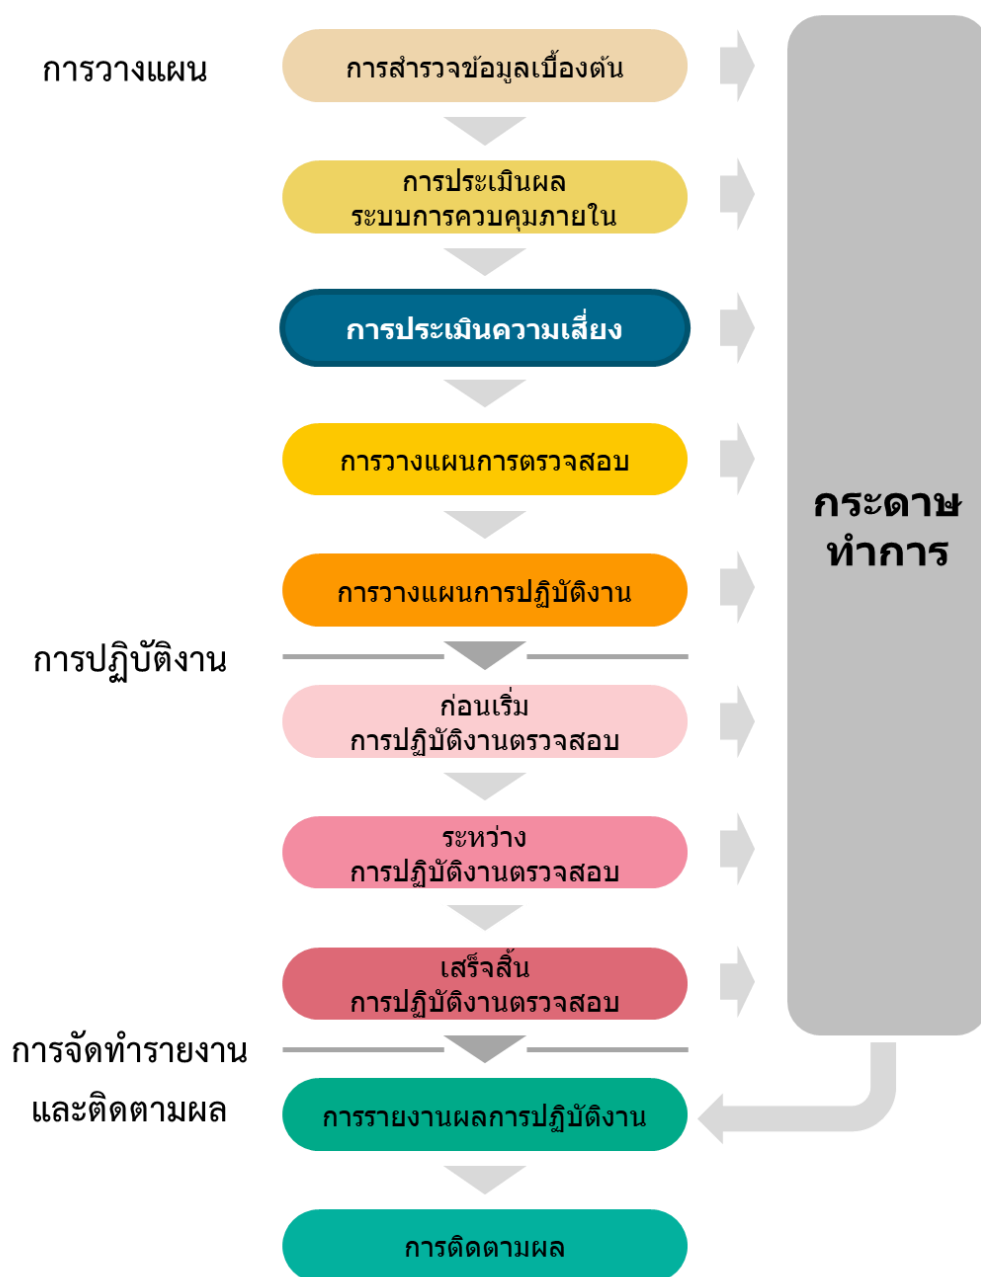 การวางแผน
การสำรวจข้อมูลเบื้องต้น
การประเมินผล
ระบบการควบคุมภายใน
การประเมินความเสี่ยง
การวางแผนการตรวจสอบ
กระดาษ
ทำการ
การวางแผนการปฏิบัติงาน
การปฏิบัติงาน
ก่อนเริ่ม
การปฏิบัติงานตรวจสอบ
ระหว่าง
การปฏิบัติงานตรวจสอบ
เสร็จสิ้น
การปฏิบัติงานตรวจสอบ
การจัดทำรายงาน
และติดตามผล
การรายงานผลการปฏิบัติงาน
การติดตามผล